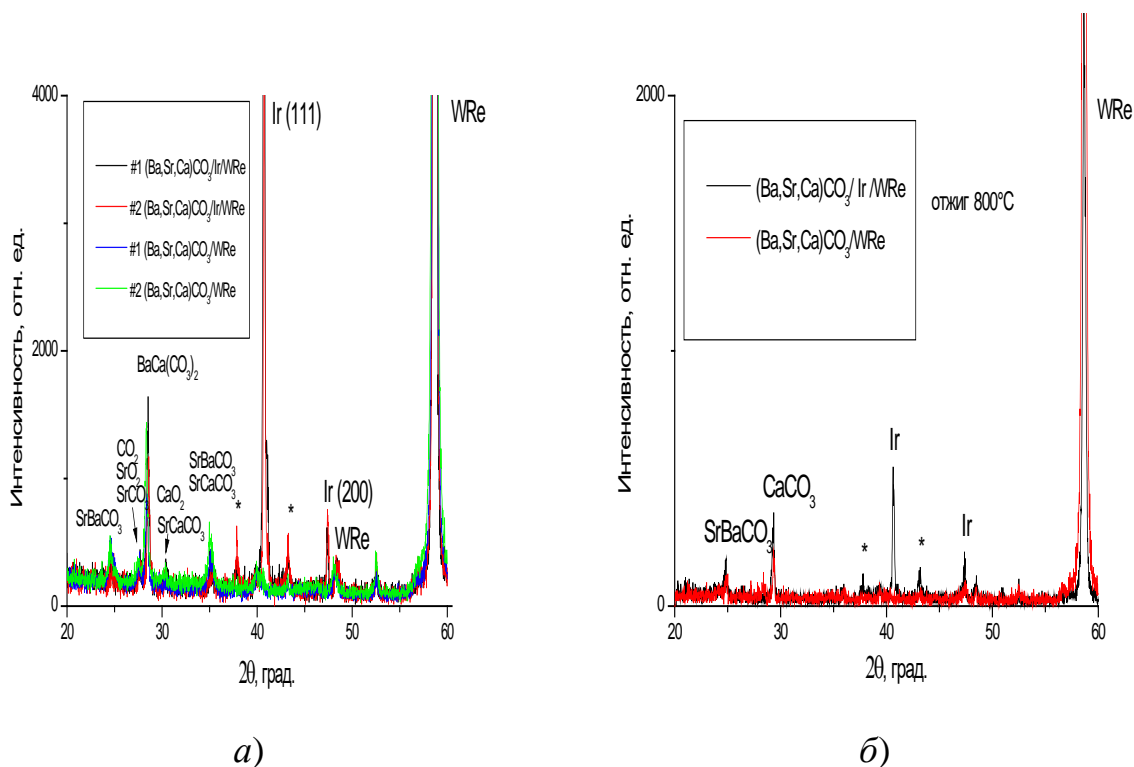 4000
2000
0
Интенсивность, отн. ед.
#1 (Ba,Sr,Ca)CO3/Ir/WRe
#2 (Ba,Sr,Ca)CO3/Ir/WRe
#1 (Ba,Sr,Ca)CO3/WRe
#2 (Ba,Sr,Ca)CO3/WRe
Ir (111)
WRe
BaCa(CO3)2
CO2
SrO2
SrCO3
SrBaCO3
CaO2
SrCaCO3
SrBaCO3
SrCaCO3
*
*
Ir (200)
WRe
20 30 40 50 60
2θ, град.
а)
2000
0
Интенсивность, отн. ед.
(Ba,Sr,Ca)CO3/ Ir /WRe
(Ba,Sr,Ca)CO3/WRe
отжиг 800°C
WRe
SrBaCO3
CaCO3
*
Ir
*
Ir
20 30 40 50 60
2θ, град.
б)